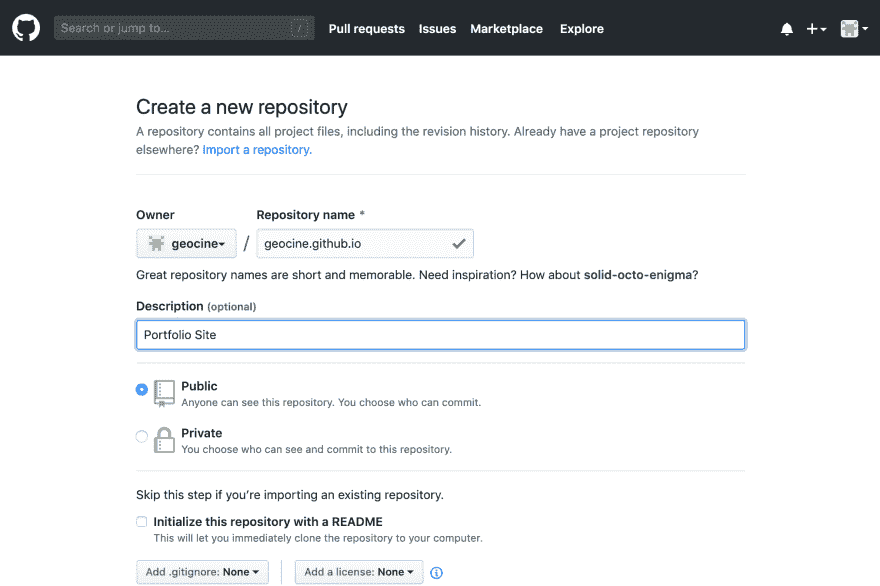 Search or jump to... /
Pull requests Issues Marketplace Explore
Create a new repository
A repository contains all project files, including the revision history. Already have a project repository
elsewhere? Import a repository.
Owner Repository name *
geocine / geocine.github.io
Great repository names are short and memorable. Need inspiration? How about solid-octo-enigma?
Description (optional)
Portfolio Site
Public
Anyone can see this repository. You choose who can commit.
Private
You choose who can see and commit to this repository.
Skip this step if you’re importing an existing repository.
Initialize this repository with a README
This will let you immediately clone the repository to your computer.
Add .gitignore: None Add a license: None